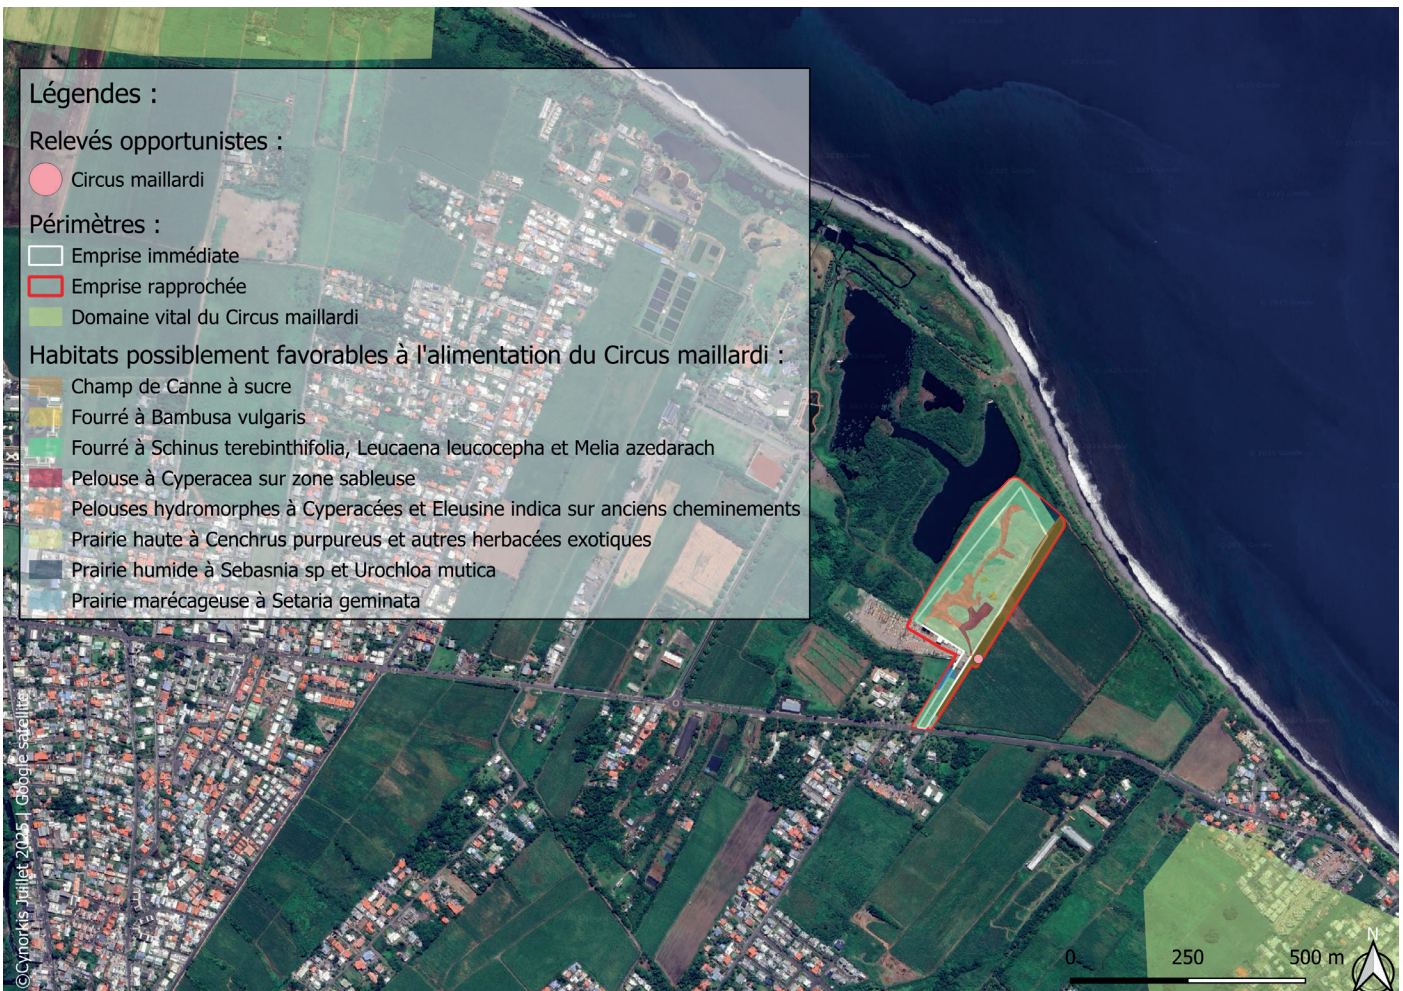 Légendes :
Relevés opportunistes :
Circus maillardi
Périmètres :
Emprise immédiate
Emprise rapprochée
Domaine vital du Circus maillardi
Habitats possiblement favorables à l'alimentation du Circus maillardi :
Champ de Canne à sucre
Fourré à Bambusa vulgaris
Fourré à Schinus terebinthifolia, Leucaena leucocepha et Melia azedarach
Pelouse à Cyperacea sur zone sableuse
Pelouses hydromorphes à Cyperacées et Eleusine indica sur anciens cheminements
Prairie haute à Cenchrus purpureus et autres herbacées exotiques
Prairie humide à Sebasnia sp et Urochloa mutica
Prairie marécageuse à Setaria geminata
©Cynorkis Juillet 2025 | Google satellite
N
0 250 500 m